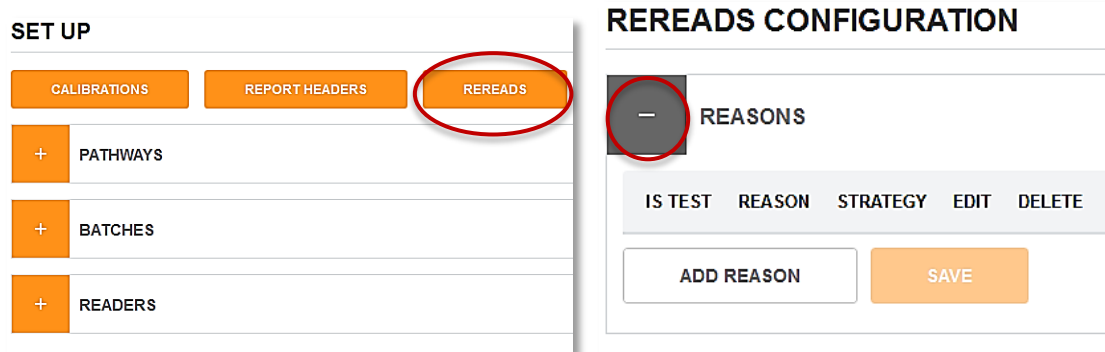 SET UP
CALIBRATIONS REPORT HEADERS REREADS
+ PATHWAYS
+ BATCHES
+ READERS
REREADS CONFIGURATION
− REASONS
IS TEST REASON STRATEGY EDIT DELETE
ADD REASON SAVE